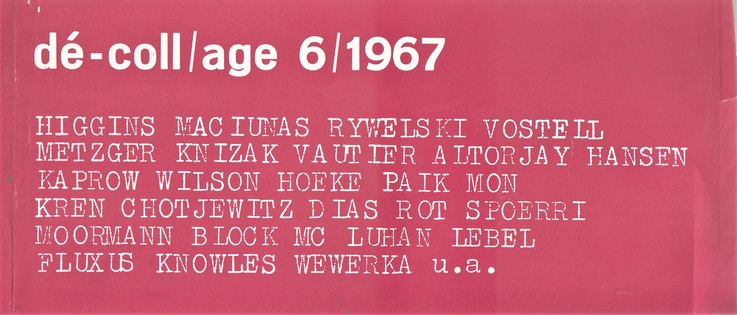 dé-coll/age 6/1967
HIGGINS MACIUNAS RYWELSKI VOSTELL
METZGER KNIZAK VAUTIER ALTORJAY HANSEN
KAPROW WILSON HOEKE PAIK MON
KREN CHOTJEWITZ DIAS ROT SPOERRI
MOORMANN BLOCK MC LUHAN LEBEL
FLUXUS KNOWLES WEWERKA u.a.